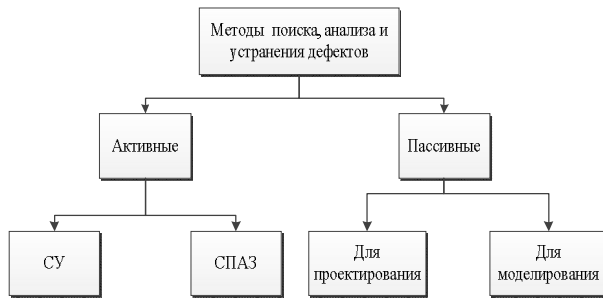 Методы поиска, анализа и
устранения дефектов
Активные
Пассивные
СУ
СПАЗ
Для
проектирования
Для
моделирования